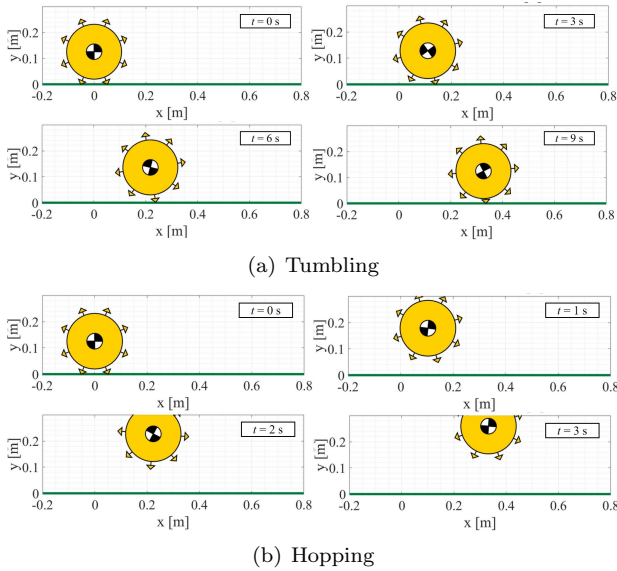 y [m]
0.2
0.1
0
t = 0 s
-0.2 0 0.2 0.4 0.6 0.8
x [m]
y [m]
0.2
0.1
0
t = 3 s
-0.2 0 0.2 0.4 0.6 0.8
x [m]
y [m]
0.2
0.1
0
t = 6 s
-0.2 0 0.2 0.4 0.6 0.8
x [m]
y [m]
0.2
0.1
0
t = 9 s
-0.2 0 0.2 0.4 0.6 0.8
x [m]
(a) Tumbling
y [m]
0.2
0.1
0
t = 0 s
-0.2 0 0.2 0.4 0.6 0.8
x [m]
y [m]
0.2
0.1
0
t = 1 s
-0.2 0 0.2 0.4 0.6 0.8
x [m]
y [m]
0.2
0.1
0
t = 2 s
-0.2 0 0.2 0.4 0.6 0.8
x [m]
y [m]
0.2
0.1
0
t = 3 s
-0.2 0 0.2 0.4 0.6 0.8
x [m]
(b) Hopping